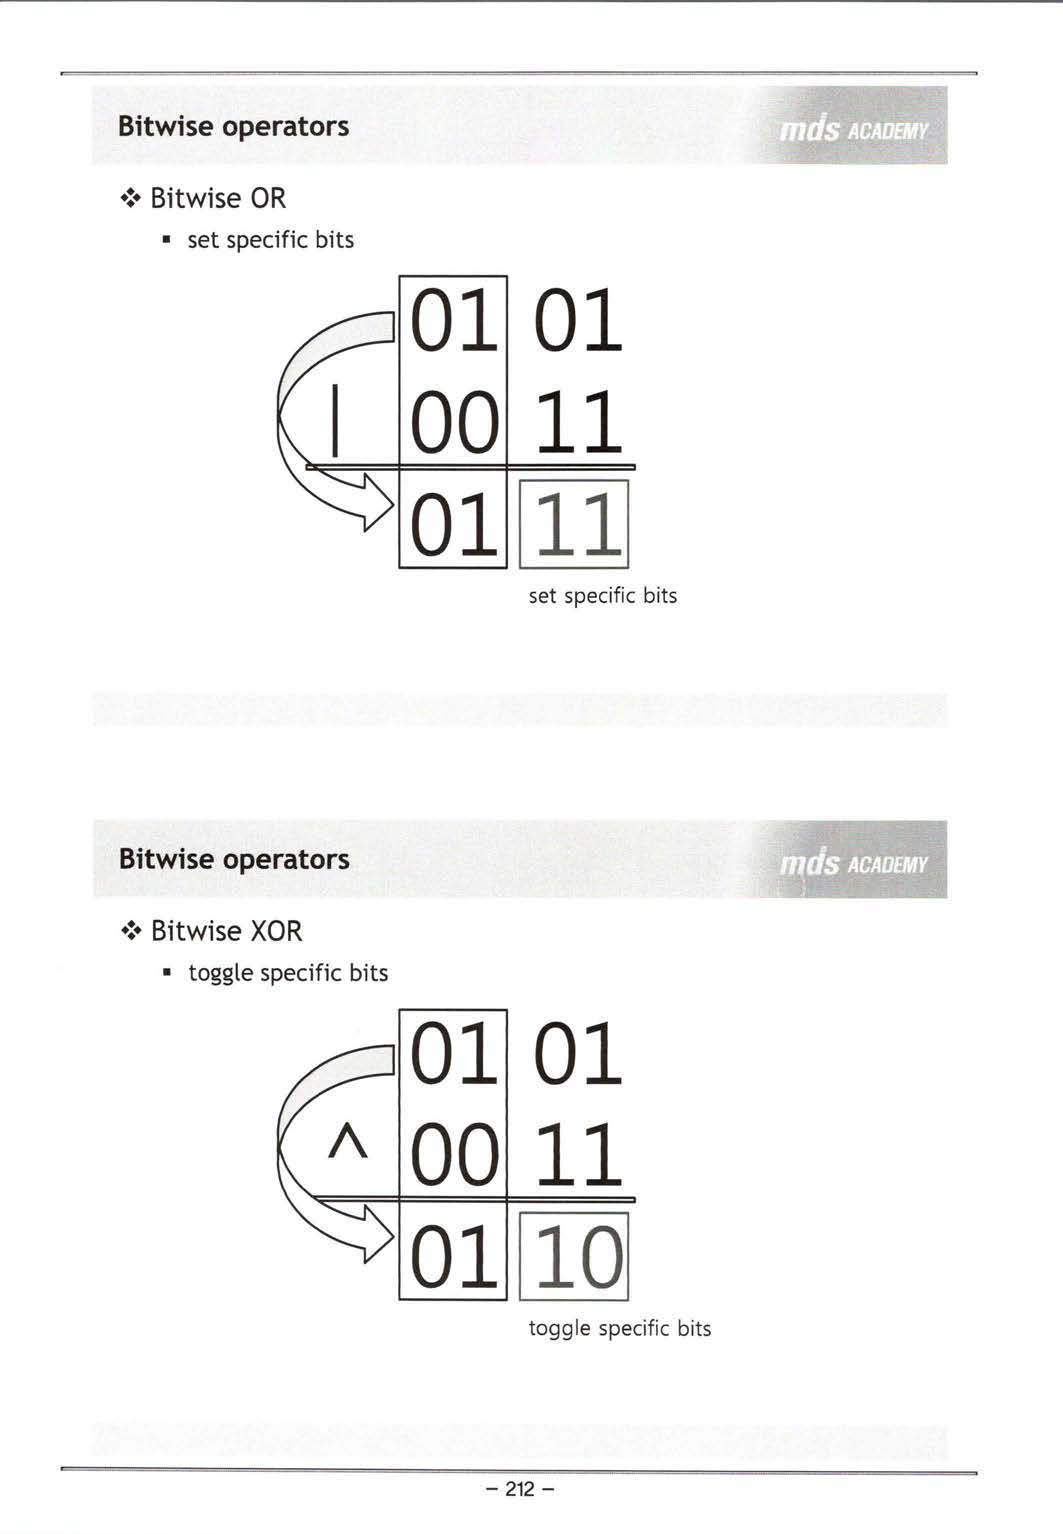 Bitwise operators
mds ACADEMY
❖ Bitwise OR
▪ set specific bits
01 01
| 00 11
01 11
set specific bits
Bitwise operators
mds ACADEMY
❖ Bitwise XOR
▪ toggle specific bits
01 01
^ 00 11
01 10
toggle specific bits
– 212 –